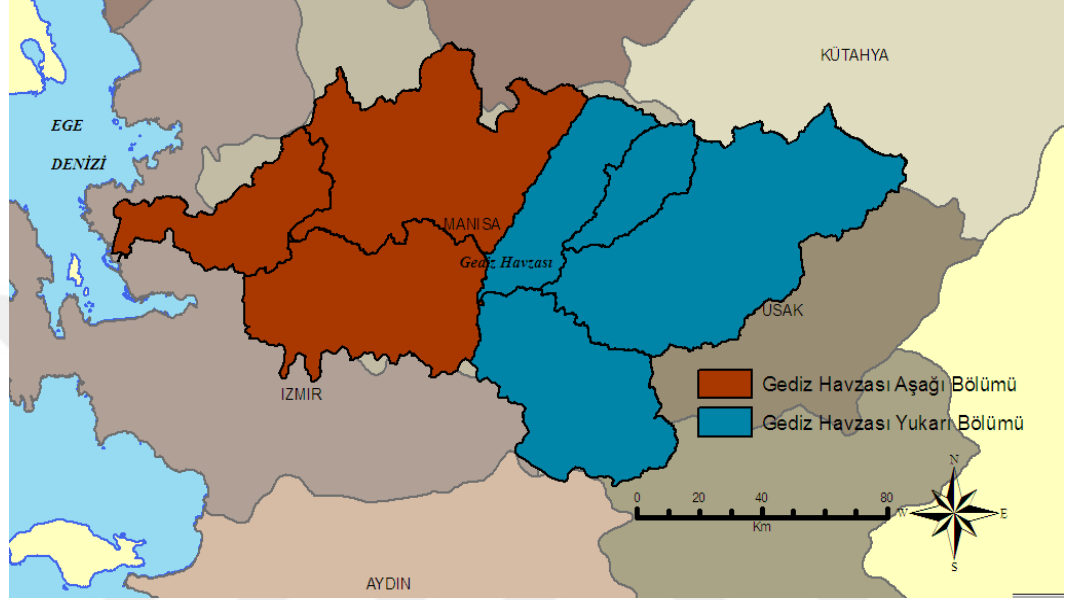 KÜTAHYA
EGE
DENİZİ
MANISA
Gediz Havzası
USAK
Gediz Havzası Aşağı Bölümü
IZMIR
Gediz Havzası Yukarı Bölümü
N
0 20 40 80
W E
Km
S
AYDIN